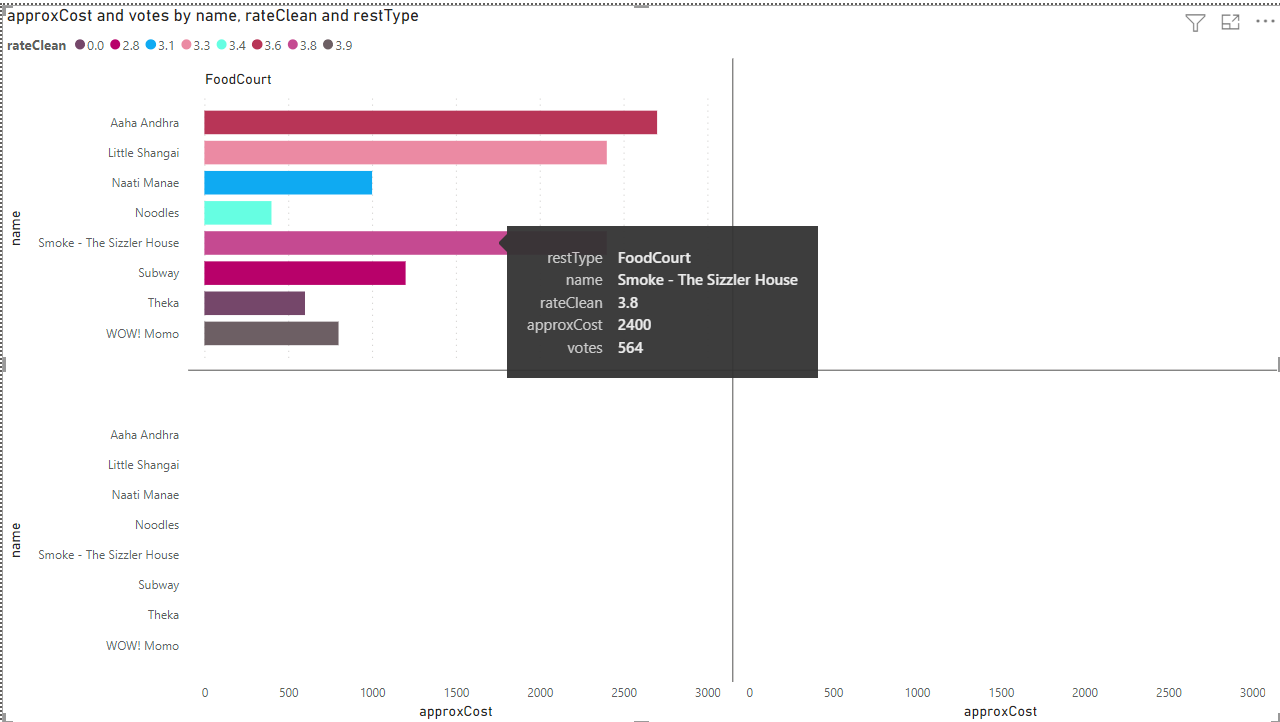 approxCost and votes by name, rateClean and restType
rateClean 0.0 2.8 3.1 3.3 3.4 3.6 3.8 3.9
FoodCourt
name
Aaha Andhra
Little Shangai
Naati Manae
Noodles
Smoke - The Sizzler House
Subway
Theka
WOW! Momo
restType FoodCourt
name Smoke - The Sizzler House
rateClean 3.8
approxCost 2400
votes 564
name
Aaha Andhra
Little Shangai
Naati Manae
Noodles
Smoke - The Sizzler House
Subway
Theka
WOW! Momo
0 500 1000 1500 2000 2500 3000 0 500 1000 1500 2000 2500 3000
approxCost approxCost